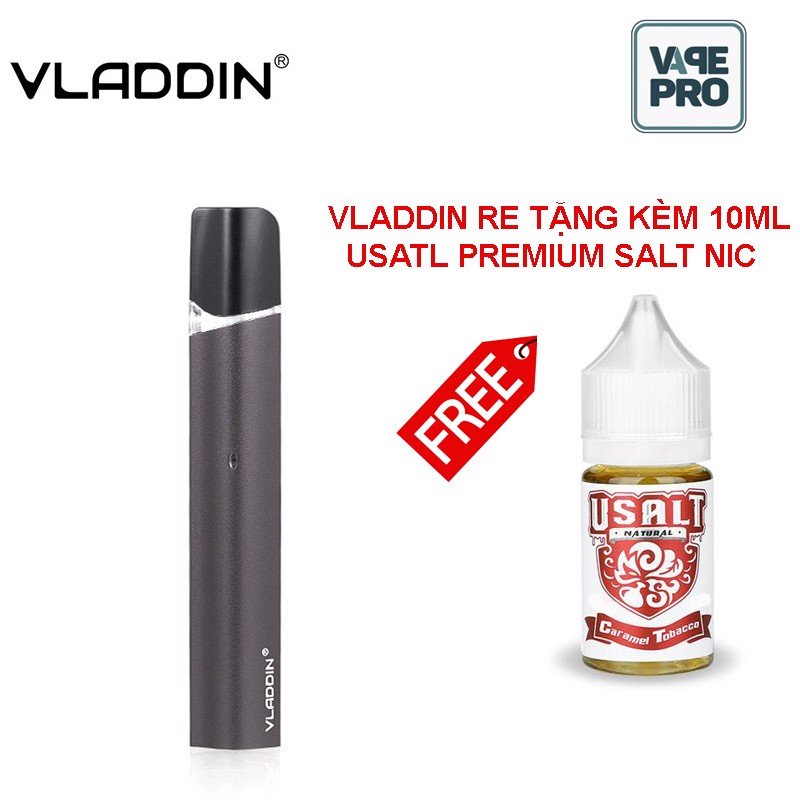 VLADDIN®
VAPE
PRO
VLADDIN RE TẶNG KÈM 10ML
USATL PREMIUM SALT NIC
FREE
USALT
NATURAL
Caramel Tobacco
VLADDIN®